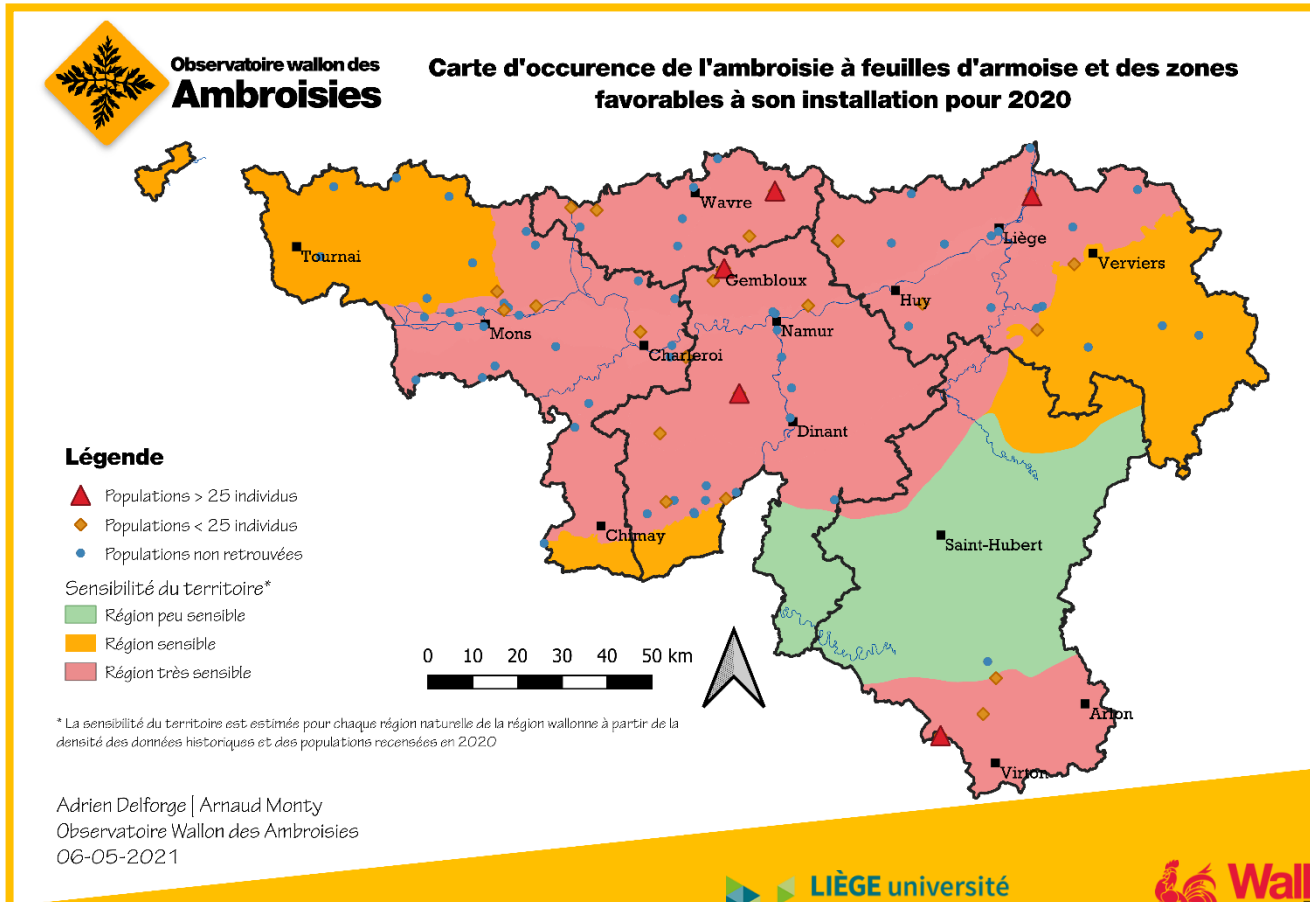 Observatoire wallon des
Ambroisies
Carte d'occurence de l'ambroisie à feuilles d'armoise et des zones
favorables à son installation pour 2020
Wavre
Liège
Tournai
Verviers
Gembloux
Huy
Namur
Mons
Charleroi
Dinant
Chimay
Saint-Hubert
Arlon
Virton
Légende
Populations > 25 individus
Populations < 25 individus
Populations non retrouvées
Sensibilité du territoire*
Région peu sensible
Région sensible
Région très sensible
0 10 20 30 40 50 km
* La sensibilité du territoire est estimée pour chaque région naturelle de la région wallonne à partir de la
densité des données historiques et des populations recensées en 2020
Adrien Delforge | Arnaud Monty
Observatoire Wallon des Ambroisies
06-05-2021
LIÈGE université
Wall